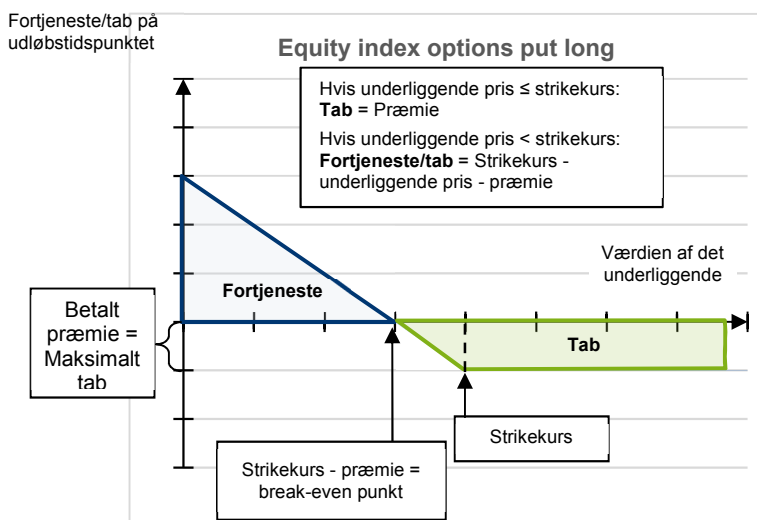 Fortjeneste/tab på
udløbstidspunktet
Equity index options put long
Hvis underliggende pris ≤ strikekurs:
Tab = Præmie
Hvis underliggende pris < strikekurs:
Fortjeneste/tab = Strikekurs -
underliggende pris - præmie
Værdien af det
underliggende
Fortjeneste
Betalt
præmie =
Maksimalt
tab
Tab
Strikekurs
Strikekurs - præmie =
break-even punkt